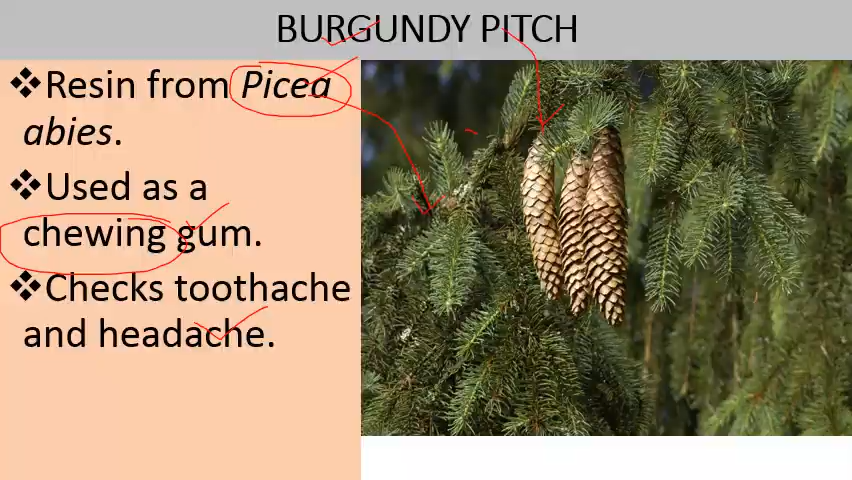 BURGUNDY PITCH
❖Resin from Picea
abies.
❖Used as a
chewing gum.
❖Checks toothache
and headache.